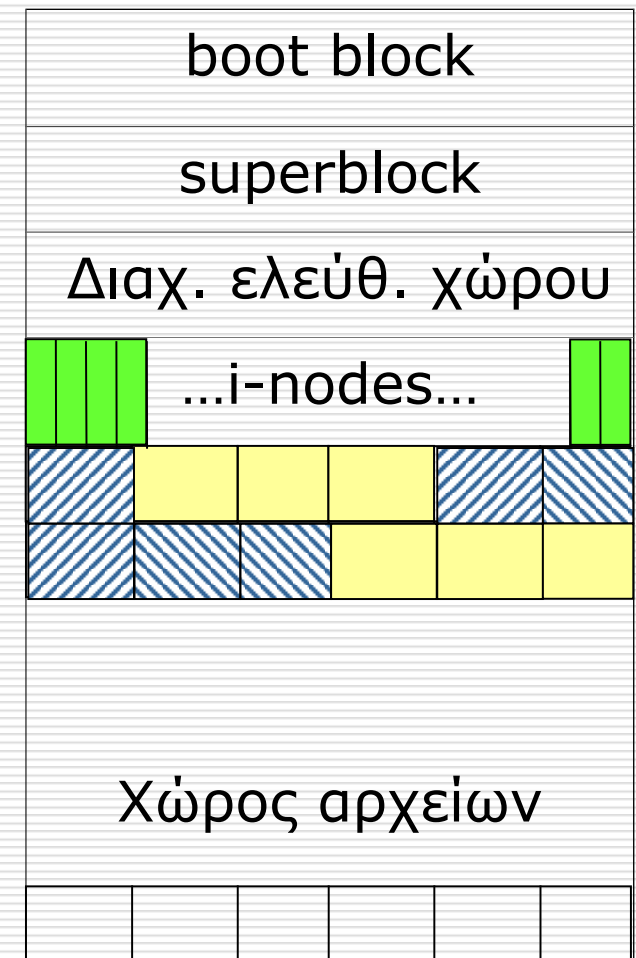 boot block
superblock
Διαχ. ελεύθ. χώρου
...i-nodes...
Χώρος αρχείων